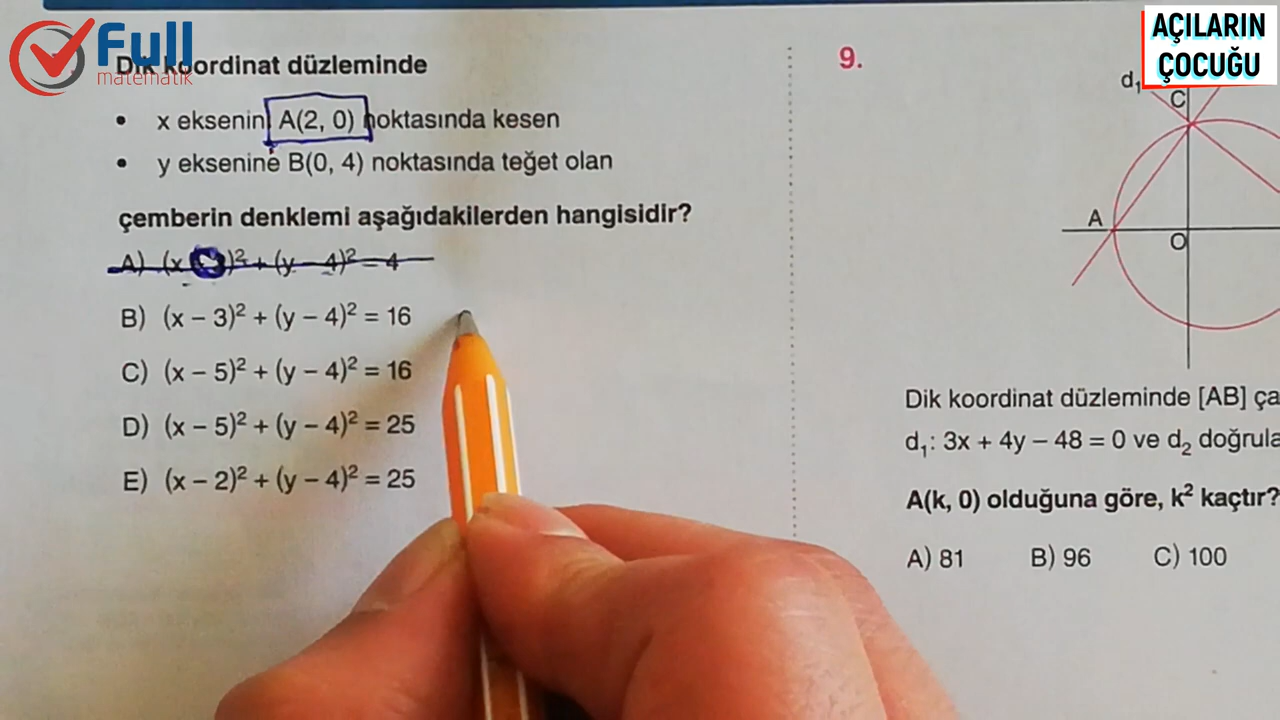 Full
matematik
AÇILARIN
ÇOCUĞU
Dik koordinat düzleminde
• x eksenini A(2, 0) noktasında kesen
• y eksenine B(0, 4) noktasında teğet olan
çemberin denklemi aşağıdakilerden hangisidir?
A) (x )² + (y – 4)² = 4
B) (x – 3)² + (y – 4)² = 16
C) (x – 5)² + (y – 4)² = 16
D) (x – 5)² + (y – 4)² = 25
E) (x – 2)² + (y – 4)² = 25
9.
d₁
C
A
O
Dik koordinat düzleminde [AB]
d₁: 3x + 4y – 48 = 0 ve d₂
A(k, 0) olduğuna göre, k² kaçtır?
A) 81 B) 96 C) 100